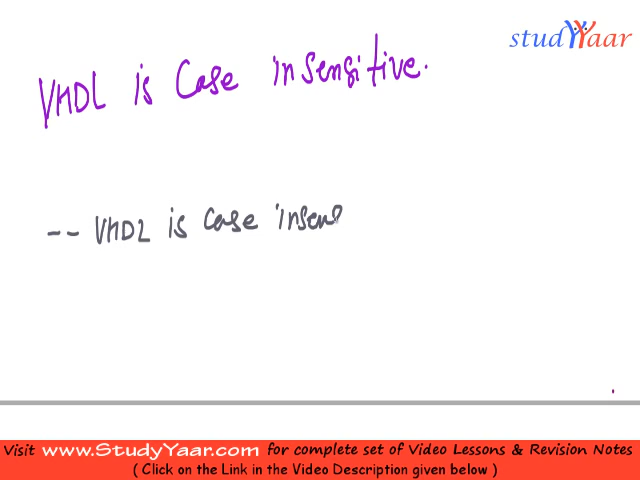 studYYaar
VHDL is Case insensitive.
-- VHDL is case insens
Visit www.StudyYaar.com for complete set of Video Lessons & Revision Notes
( Click on the Link in the Video Description given below )